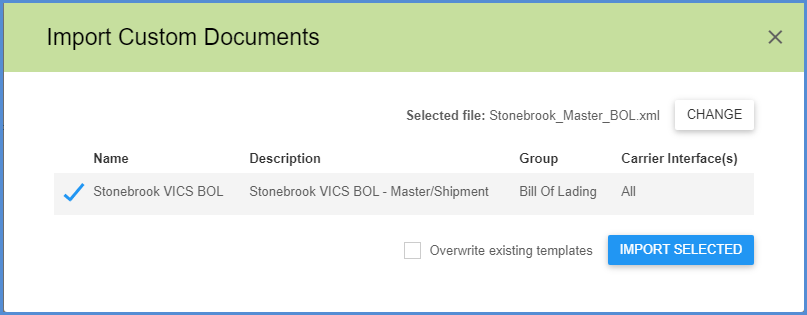 Import Custom Documents
Selected file: Stonebrook_Master_BOL.xml CHANGE
Name Description Group Carrier Interface(s)
Stonebrook VICS BOL Stonebrook VICS BOL - Master/Shipment Bill Of Lading All
Overwrite existing templates IMPORT SELECTED